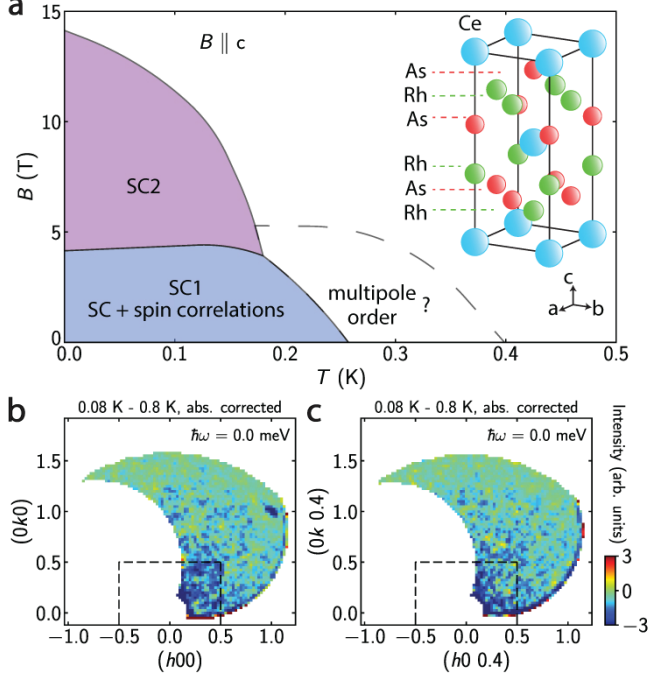 a
15
10
5
0
B (T)
0.0
0.1
0.2
0.3
0.4
0.5
T (K)
B ∥ c
SC2
SC1
SC + spin correlations
multipole
order
?
Ce
As
Rh
As
Rh
As
Rh
c
a
b
b
0.08 K - 0.8 K, abs. corrected
ℏω = 0.0 meV
1.5
1.0
0.5
0.0
(0k0)
−1.0
−0.5
0.0
0.5
1.0
(h00)
c
0.08 K - 0.8 K, abs. corrected
ℏω = 0.0 meV
1.5
1.0
0.5
0.0
(0k 0.4)
−1.0
−0.5
0.0
0.5
1.0
(h0 0.4)
Intensity (arb. units)
3
0
−3